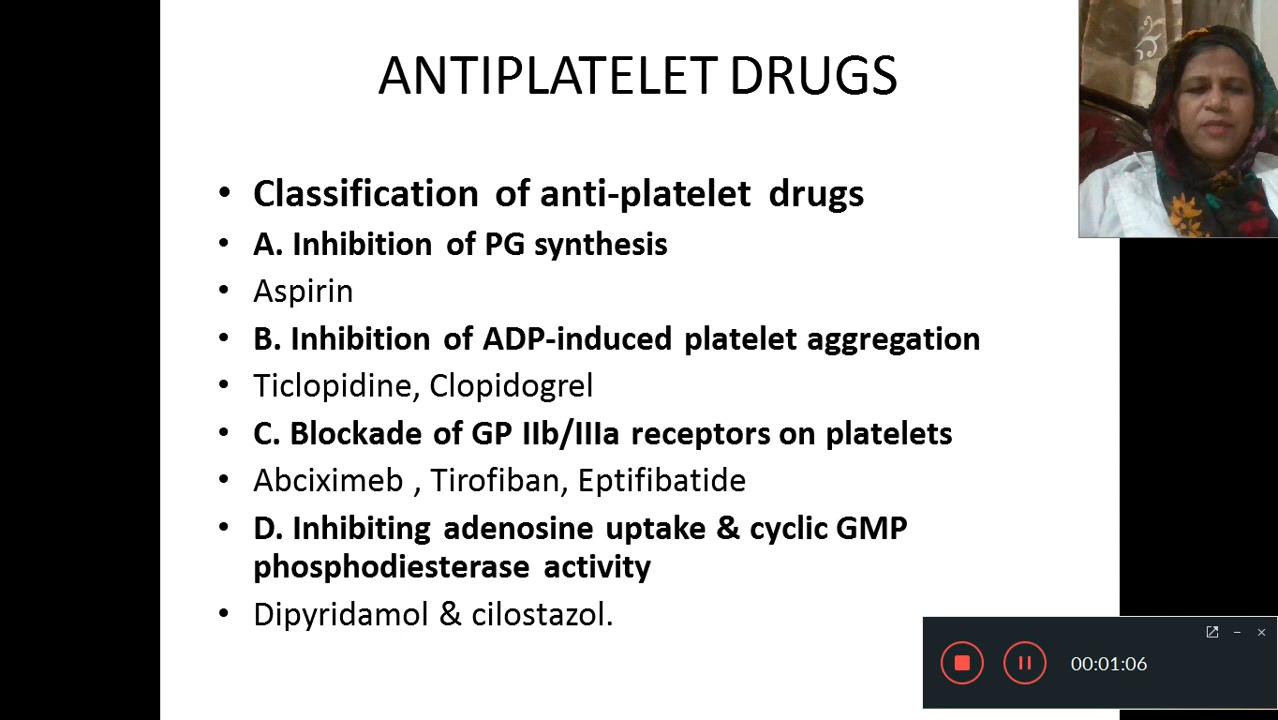 ANTIPLATELET DRUGS
• Classification of anti-platelet drugs
• A. Inhibition of PG synthesis
• Aspirin
• B. Inhibition of ADP-induced platelet aggregation
• Ticlopidine, Clopidogrel
• C. Blockade of GP IIb/IIIa receptors on platelets
• Abciximeb , Tirofiban, Eptifibatide
• D. Inhibiting adenosine uptake & cyclic GMP
phosphodiesterase activity
• Dipyridamol & cilostazol.
00:01:06